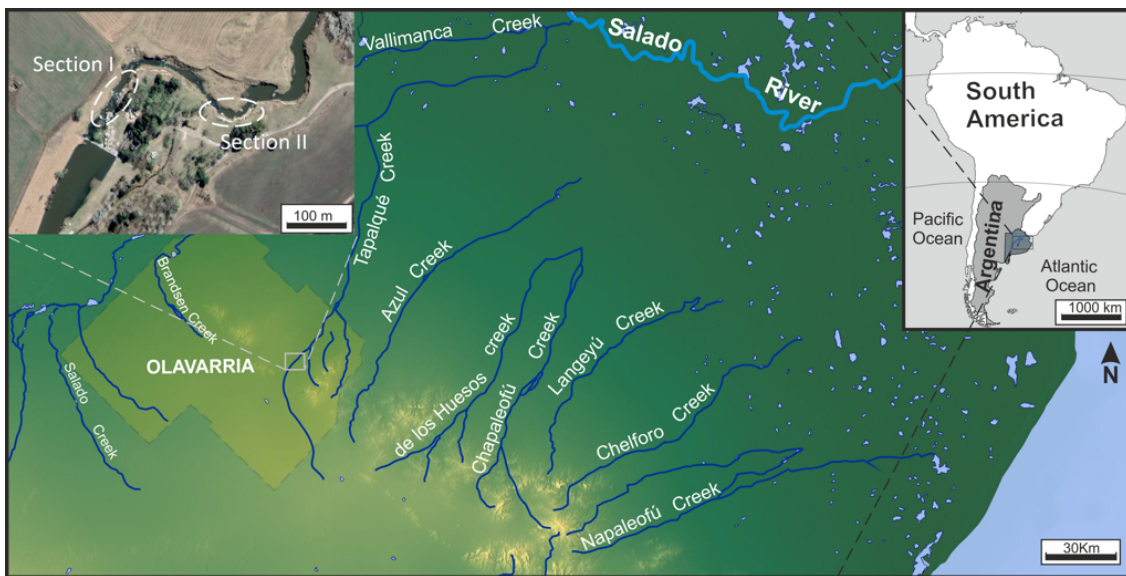 Section I
Section II
100 m
Vallimanca Creek
Salado
River
South
America
Pacific
Ocean
Argentina
Atlantic
Ocean
1000 km
Tapalqué Creek
Azul Creek
Brandsen Creek
OLAVARRIA
Salado
Creek
de los Huesos creek
Chapaleofú Creek
Langeyú Creek
Chelforo Creek
Napaleofú Creek
N
30Km